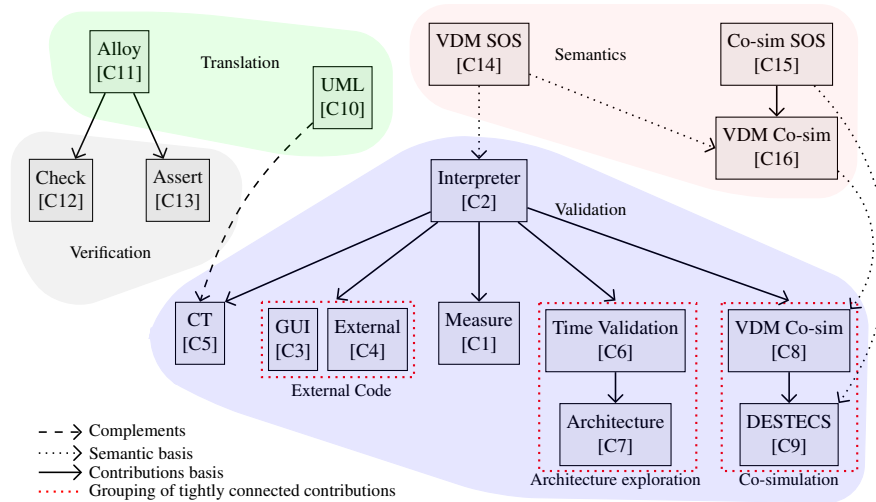 Alloy
[C11]
Translation
UML
[C10]
VDM SOS
[C14]
Semantics
Co-sim SOS
[C15]
VDM Co-sim
[C16]
Check
[C12]
Assert
[C13]
Verification
Interpreter
[C2]
Validation
CT
[C5]
GUI
[C3]
External
[C4]
External Code
Measure
[C1]
Time Validation
[C6]
Architecture
[C7]
Architecture exploration
VDM Co-sim
[C8]
DESTECS
[C9]
Co-simulation
Complements
Semantic basis
Contributions basis
Grouping of tightly connected contributions